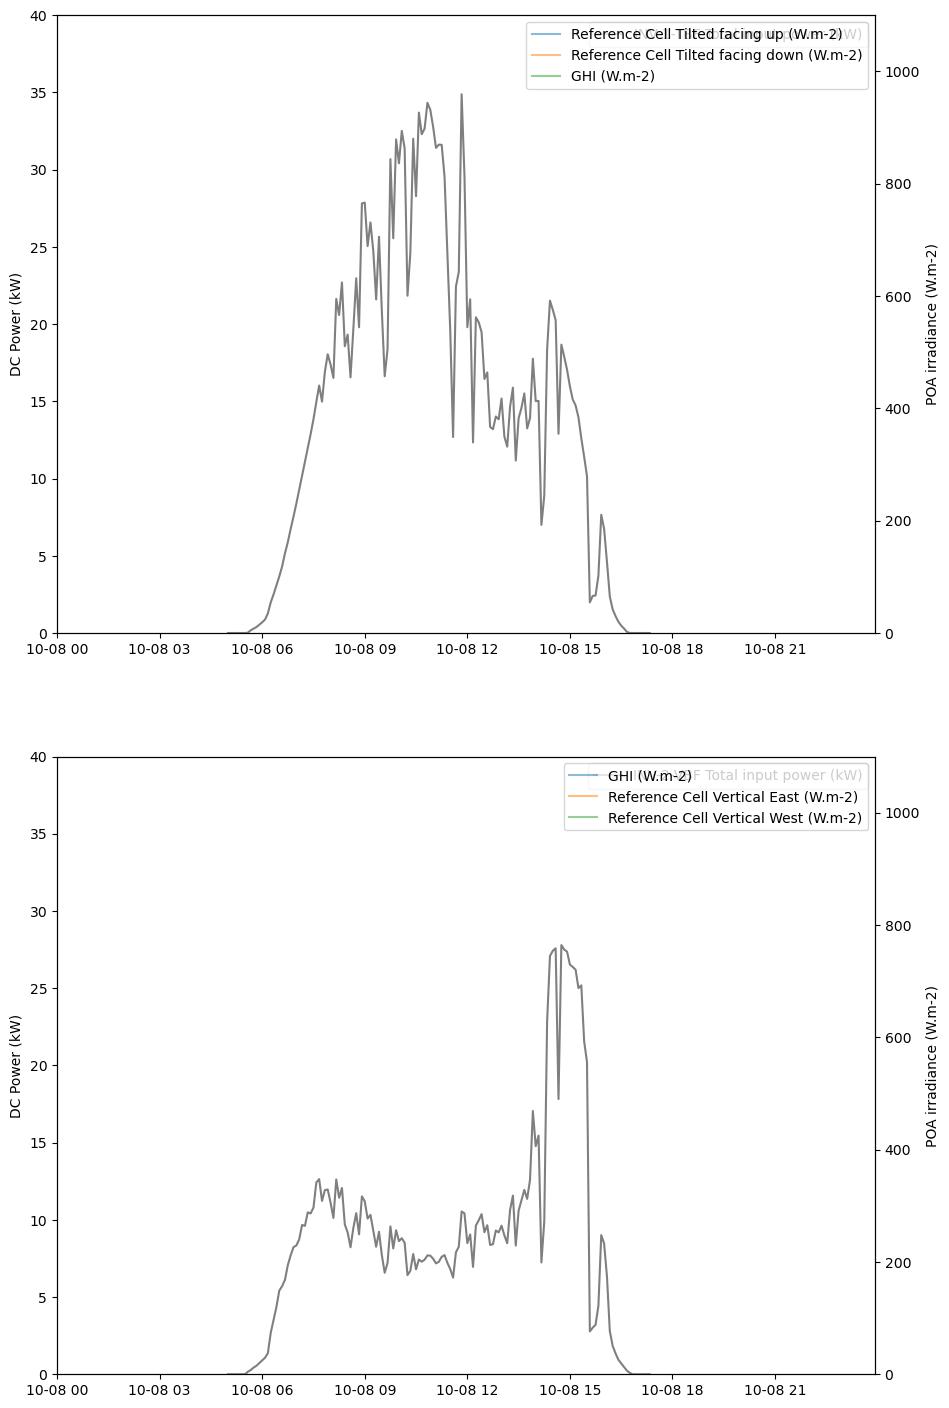 40
35
30
25
20
15
10
5
0
DC Power (kW)
Reference Cell Tilted facing up (W.m-2)
Reference Cell Tilted facing down (W.m-2)
GHI (W.m-2)
1000
800
600
400
200
0
POA irradiance (W.m-2)
10-08 00 10-08 03 10-08 06 10-08 09 10-08 12 10-08 15 10-08 18 10-08 21
40
35
30
25
20
15
10
5
0
DC Power (kW)
GHI (W.m-2)
Total input power (kW)
Reference Cell Vertical East (W.m-2)
Reference Cell Vertical West (W.m-2)
1000
800
600
400
200
0
POA irradiance (W.m-2)
10-08 00 10-08 03 10-08 06 10-08 09 10-08 12 10-08 15 10-08 18 10-08 21